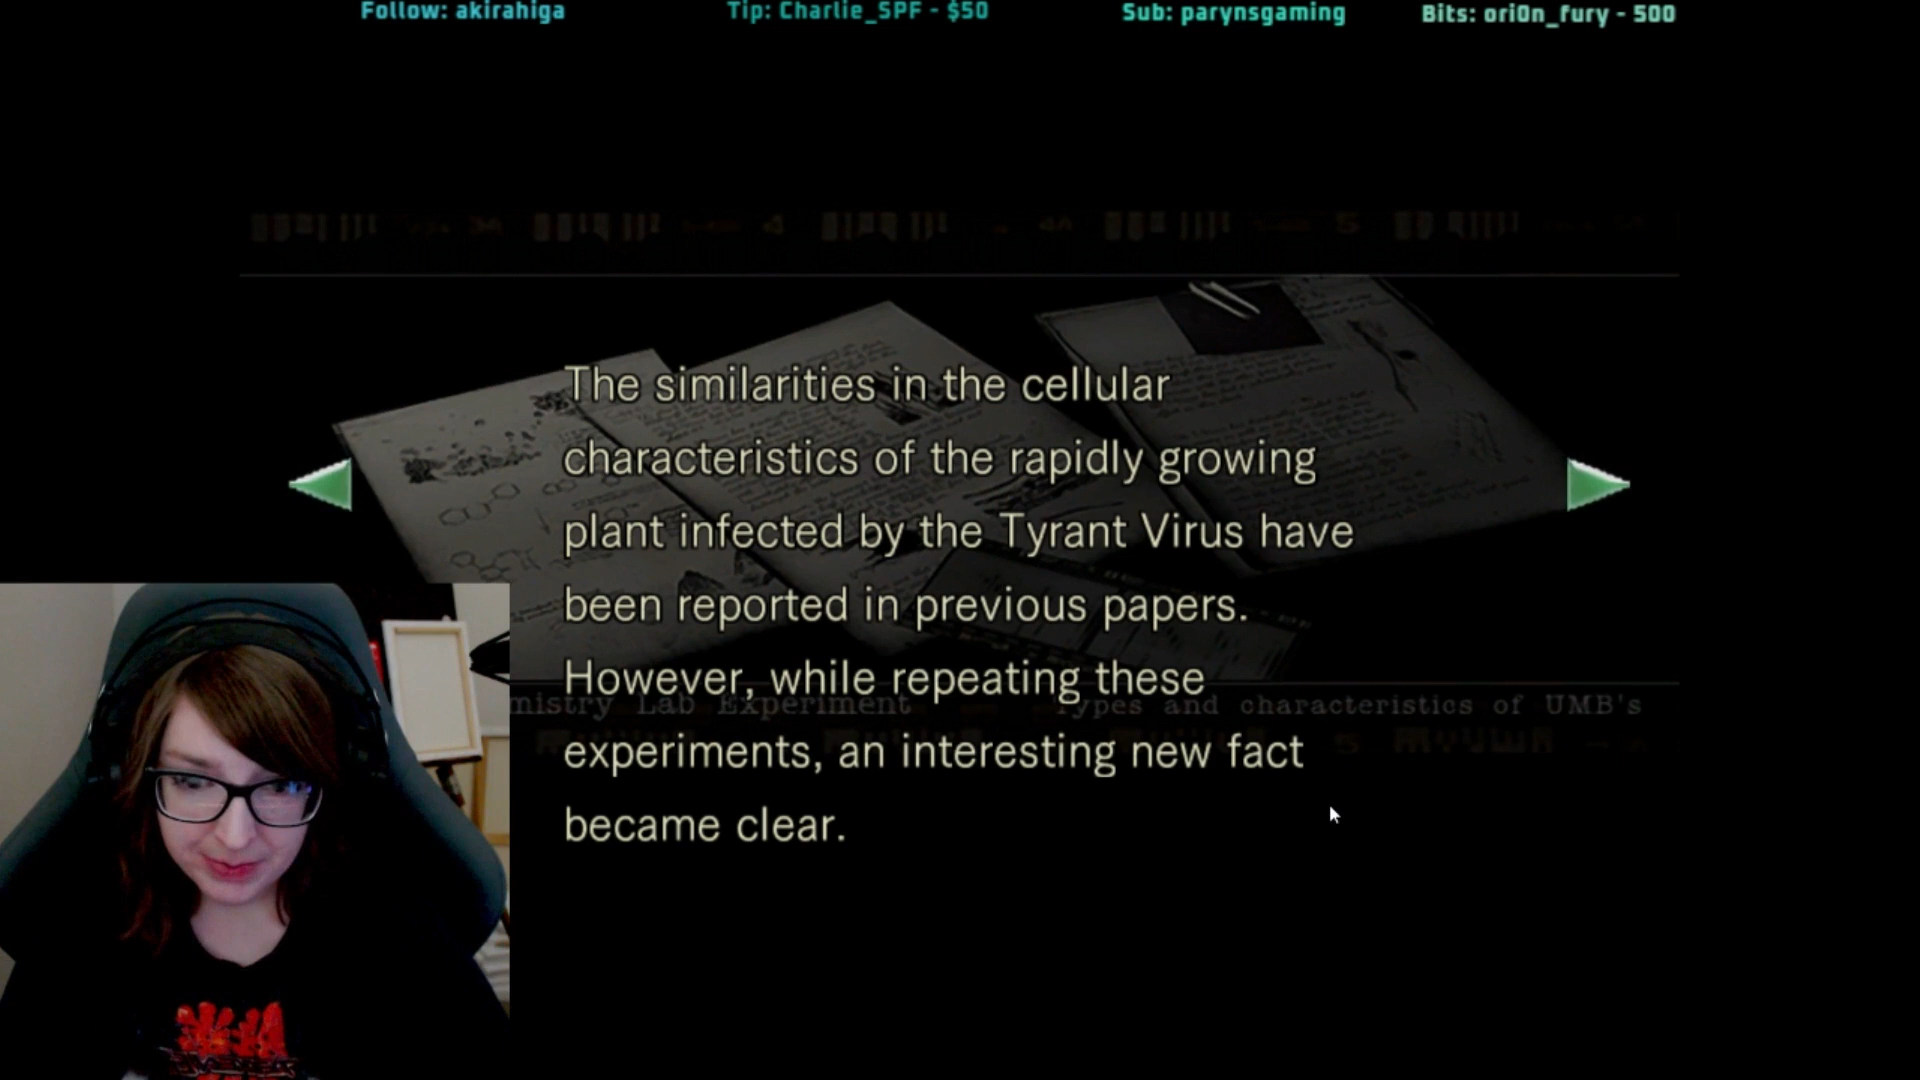 Follow: akirahiga
Tip: Charlie_SPF - $50
Sub: parynsgaming
Bits: ori0n_fury - 500
The similarities in the cellular
characteristics of the rapidly growing
plant infected by the Tyrant Virus have
been reported in previous papers.
However, while repeating these
mistry Lab Experiment
Types and characteristics of UMB's
experiments, an interesting new fact
became clear.